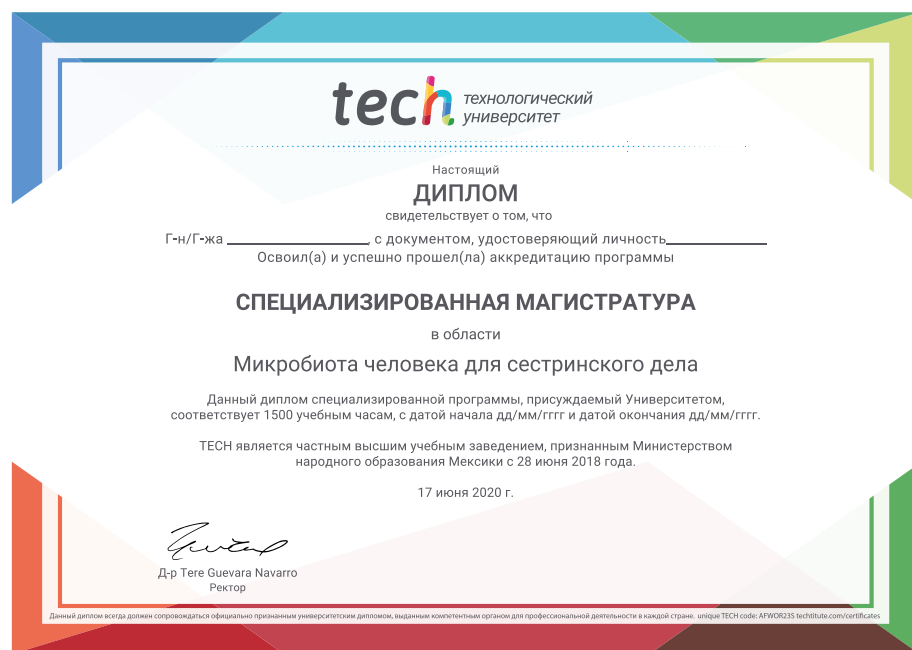 tech технологический
университет
Настоящий
ДИПЛОМ
свидетельствует о том, что
Г-н/Г-жа ____________________, с документом, удостоверяющий личность______________
Освоил(а) и успешно прошел(ла) аккредитацию программы
СПЕЦИАЛИЗИРОВАННАЯ МАГИСТРАТУРА
в области
Микробиота человека для сестринского дела
Данный диплом специализированной программы, присуждаемый Университетом,
соответствует 1500 учебным часам, с датой начала дд/мм/гггг и датой окончания дд/мм/гггг.
TECH является частным высшим учебным заведением, признанным Министерством
народного образования Мексики с 28 июня 2018 года.
17 июня 2020 г.
Д-р Tere Guevara Navarro
Ректор
Данный диплом всегда должен сопровождаться официально признанным университетским дипломом, выданным компетентным органом для профессиональной деятельности в каждой стране. unique TECH code: AFWOR23S techtitute.com/certificates